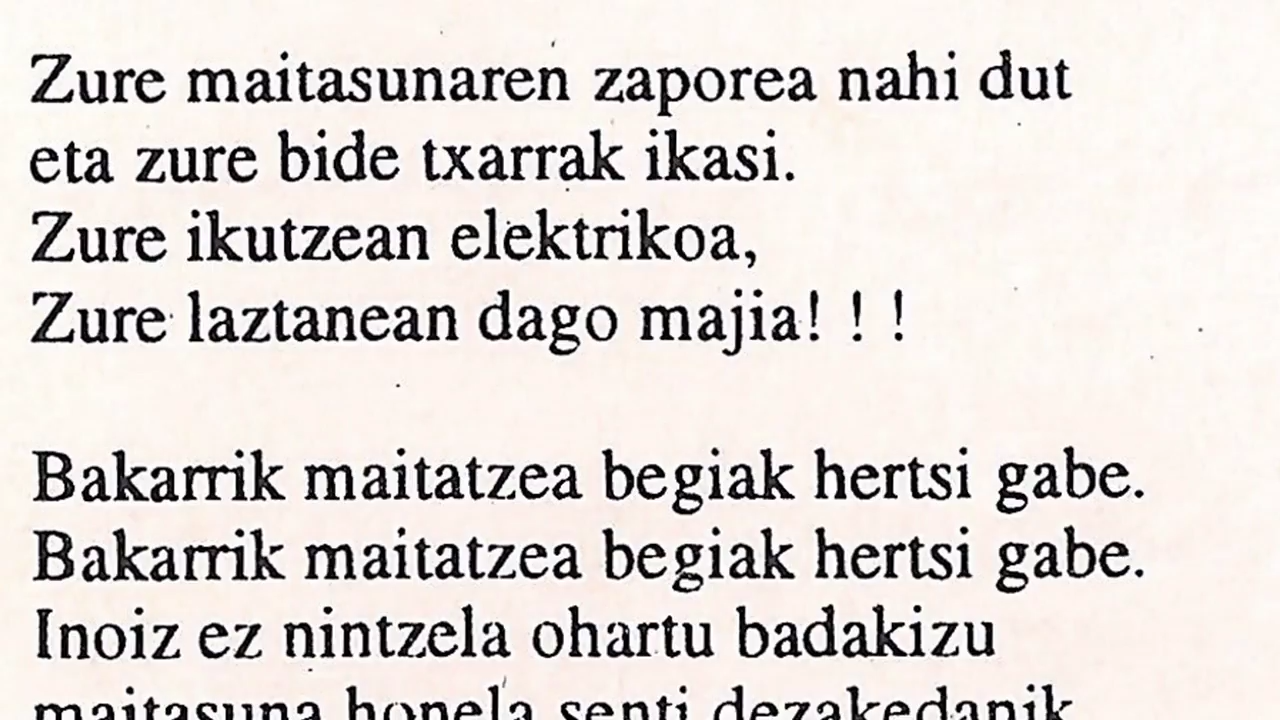 Zure maitasunaren zaporea nahi dut
eta zure bide txarrak ikasi.
Zure ikutzean elektrikoa,
Zure laztanean dago majia! ! !
Bakarrik maitatzea begiak hertsi gabe.
Bakarrik maitatzea begiak hertsi gabe.
Inoiz ez nintzela ohartu badakizu
maitasuna honela senti dezakedanik